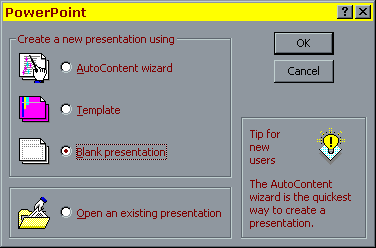 PowerPoint
Create a new presentation using
AutoContent wizard
Template
Blank presentation
Open an existing presentation
OK
Cancel
Tip for
new
users
The AutoContent
wizard is the quickest
way to create a
presentation.